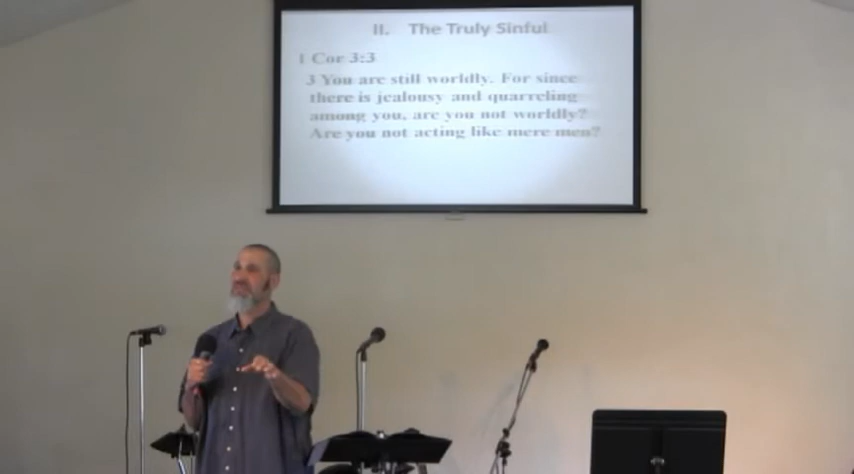 II. The Truly Sinful
1 Cor 3:3
3 You are still worldly. For since
there is jealousy and quarreling
among you, are you not worldly?
Are you not acting like mere men?